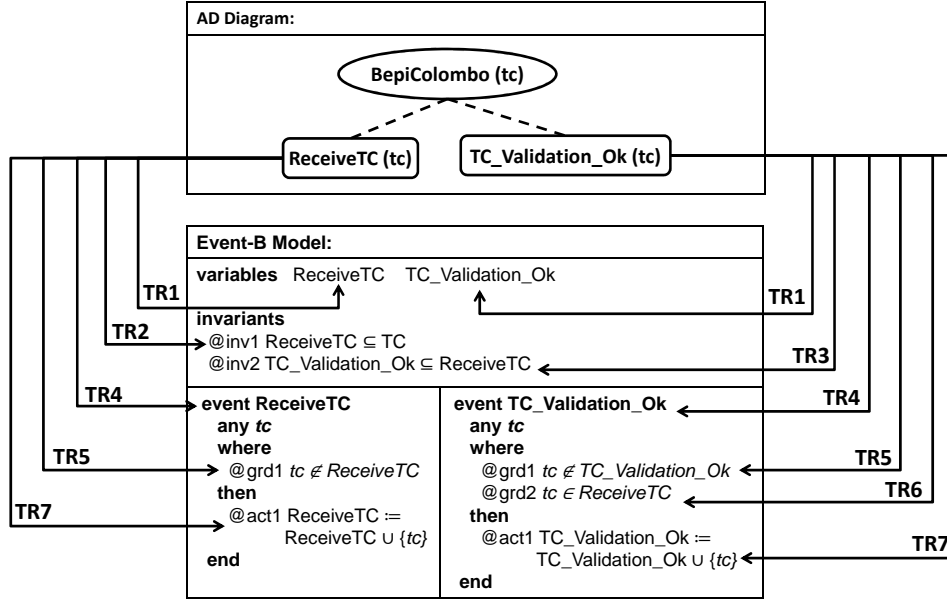 AD Diagram:
BepiColombo (tc)
ReceiveTC (tc)
TC_Validation_Ok (tc)
Event-B Model:
variables ReceiveTC TC_Validation_Ok
TR1
TR1
invariants
TR2
@inv1 ReceiveTC ⊆ TC
@inv2 TC_Validation_Ok ⊆ ReceiveTC
TR3
TR4
event ReceiveTC
any tc
where
TR5
@grd1 tc ∉ ReceiveTC
then
TR7
@act1 ReceiveTC ≔
ReceiveTC ∪ {tc}
end
event TC_Validation_Ok
TR4
any tc
where
@grd1 tc ∉ TC_Validation_Ok
TR5
@grd2 tc ∈ ReceiveTC
TR6
then
@act1 TC_Validation_Ok ≔
TC_Validation_Ok ∪ {tc}
TR7
end